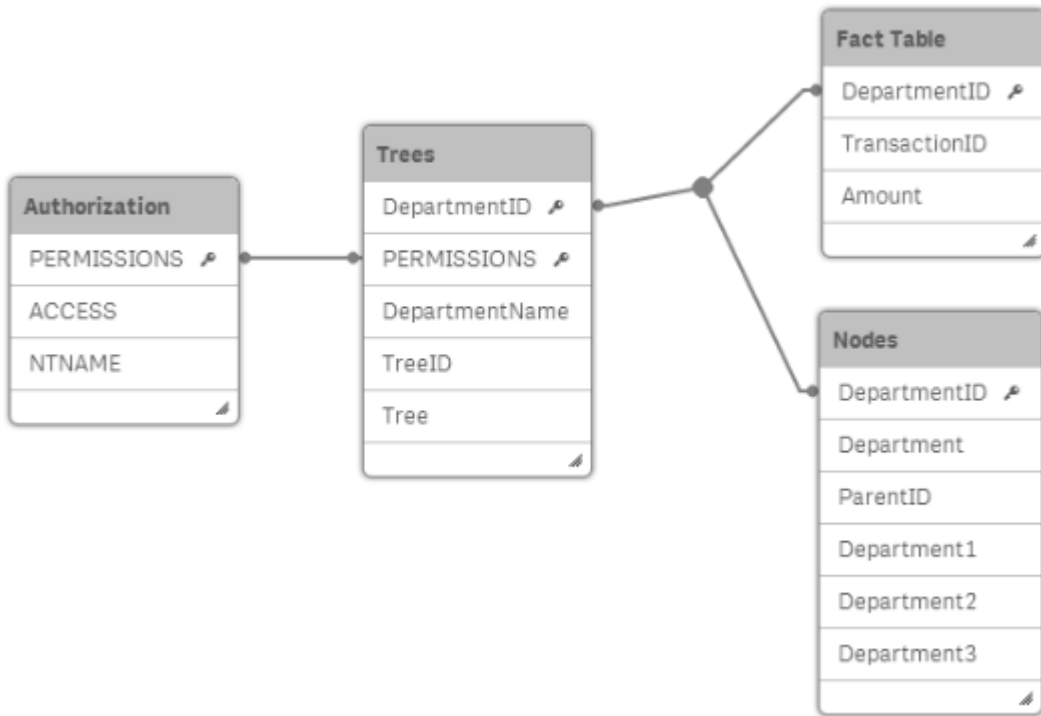 Authorization
PERMISSIONS
ACCESS
NTNAME
Trees
DepartmentID
PERMISSIONS
DepartmentName
TreeID
Tree
Fact Table
DepartmentID
TransactionID
Amount
Nodes
DepartmentID
Department
ParentID
Department1
Department2
Department3